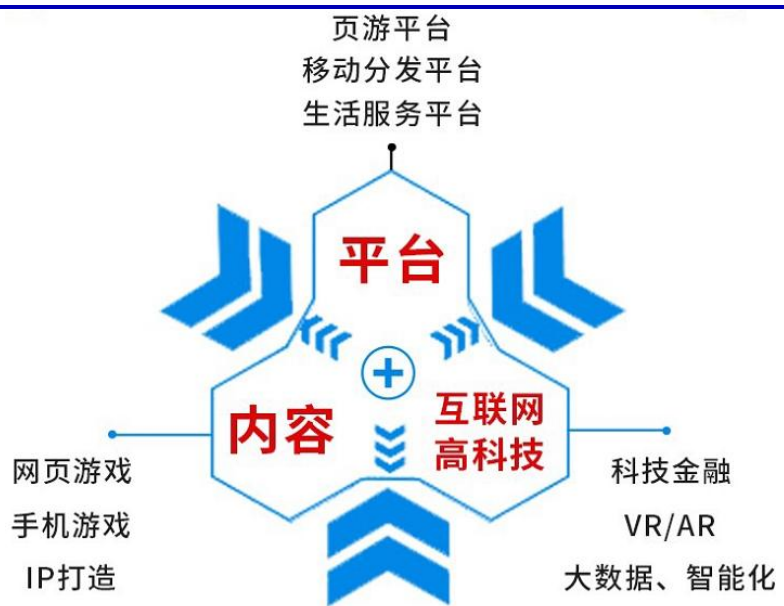 页游平台
移动分发平台
生活服务平台
平台
内容
互联网
高科技
网页游戏
手机游戏
IP打造
科技金融
VR/AR
大数据、智能化